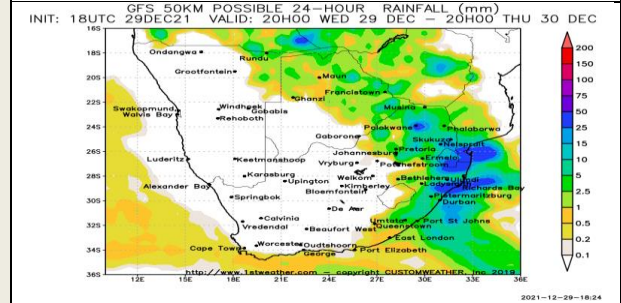 GFS 50KM POSSIBLE 24-HOUR RAINFALL (mm)
INIT: 18UTC 29DEC21 VALID: 20H00 WED 29 DEC - 20H00 THU 30 DEC
16S
Ondangwa
Rundu
200
18S
150
Grootfontein
Maun
100
20S
Francistown
75
Ghanzi
22S
Windhoek
Musina
50
Swakopmund
Gobabis
Walvis Bay
Rehoboth
25
24S
Polokwane
Phalaborwa
Gaborone
Skukuza
15
Johannesburg
Pretoria
Nelspruit
26S
10
Luderitz
Keetmanshoop
Vryburg
Potchefstroom
Ermelo
5
28S
Karasburg
Upington
Welkom
Bethlehem
Ulundi
2.5
Alexander Bay
Kimberley
Ladysmith
Richards Bay
Bloemfontein
1
30S
Springbok
Pietermaritzburg
De Aar
Durban
0.5
32S
Calvinia
Umtata
Port St Johns
Vredendal
Beaufort West
Queenstown
0.2
Cape Town
Worcester
Oudtshoorn
East London
34S
George
Port Elizabeth
0.1
36S
http://www.1stweather.com - copyright CUSTOMWEATHER, Inc 2019
12E 15E 18E 21E 24E 27E 30E 33E 36E
2021-12-29-18:24